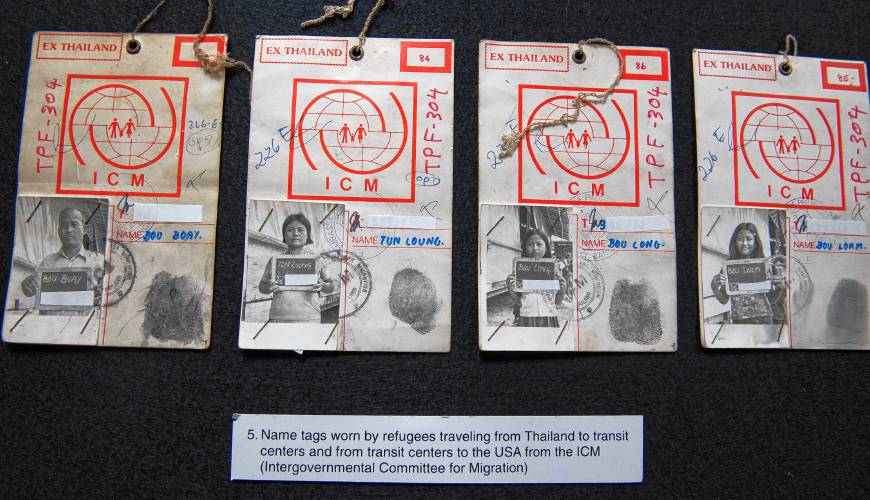 EX THAILAND
TPF-304
226-E
OPS
ICM
NAME BOU BUAY.
BOU BUAY
EX THAILAND
84
226 E
TPF-304
ICM
NAME TUN LOUNG.
TUN LOUNG
EX THAILAND
86
226
TPF-304
ICM
NAME BOU LONG.
BOU LONG
EX THAILAND
85-
226 E
TPF-304
ICM
NAME BOU LORM.
BOU LORM
5. Name tags worn by refugees traveling from Thailand to transit
centers and from transit centers to the USA from the ICM
(Intergovernmental Committee for Migration)